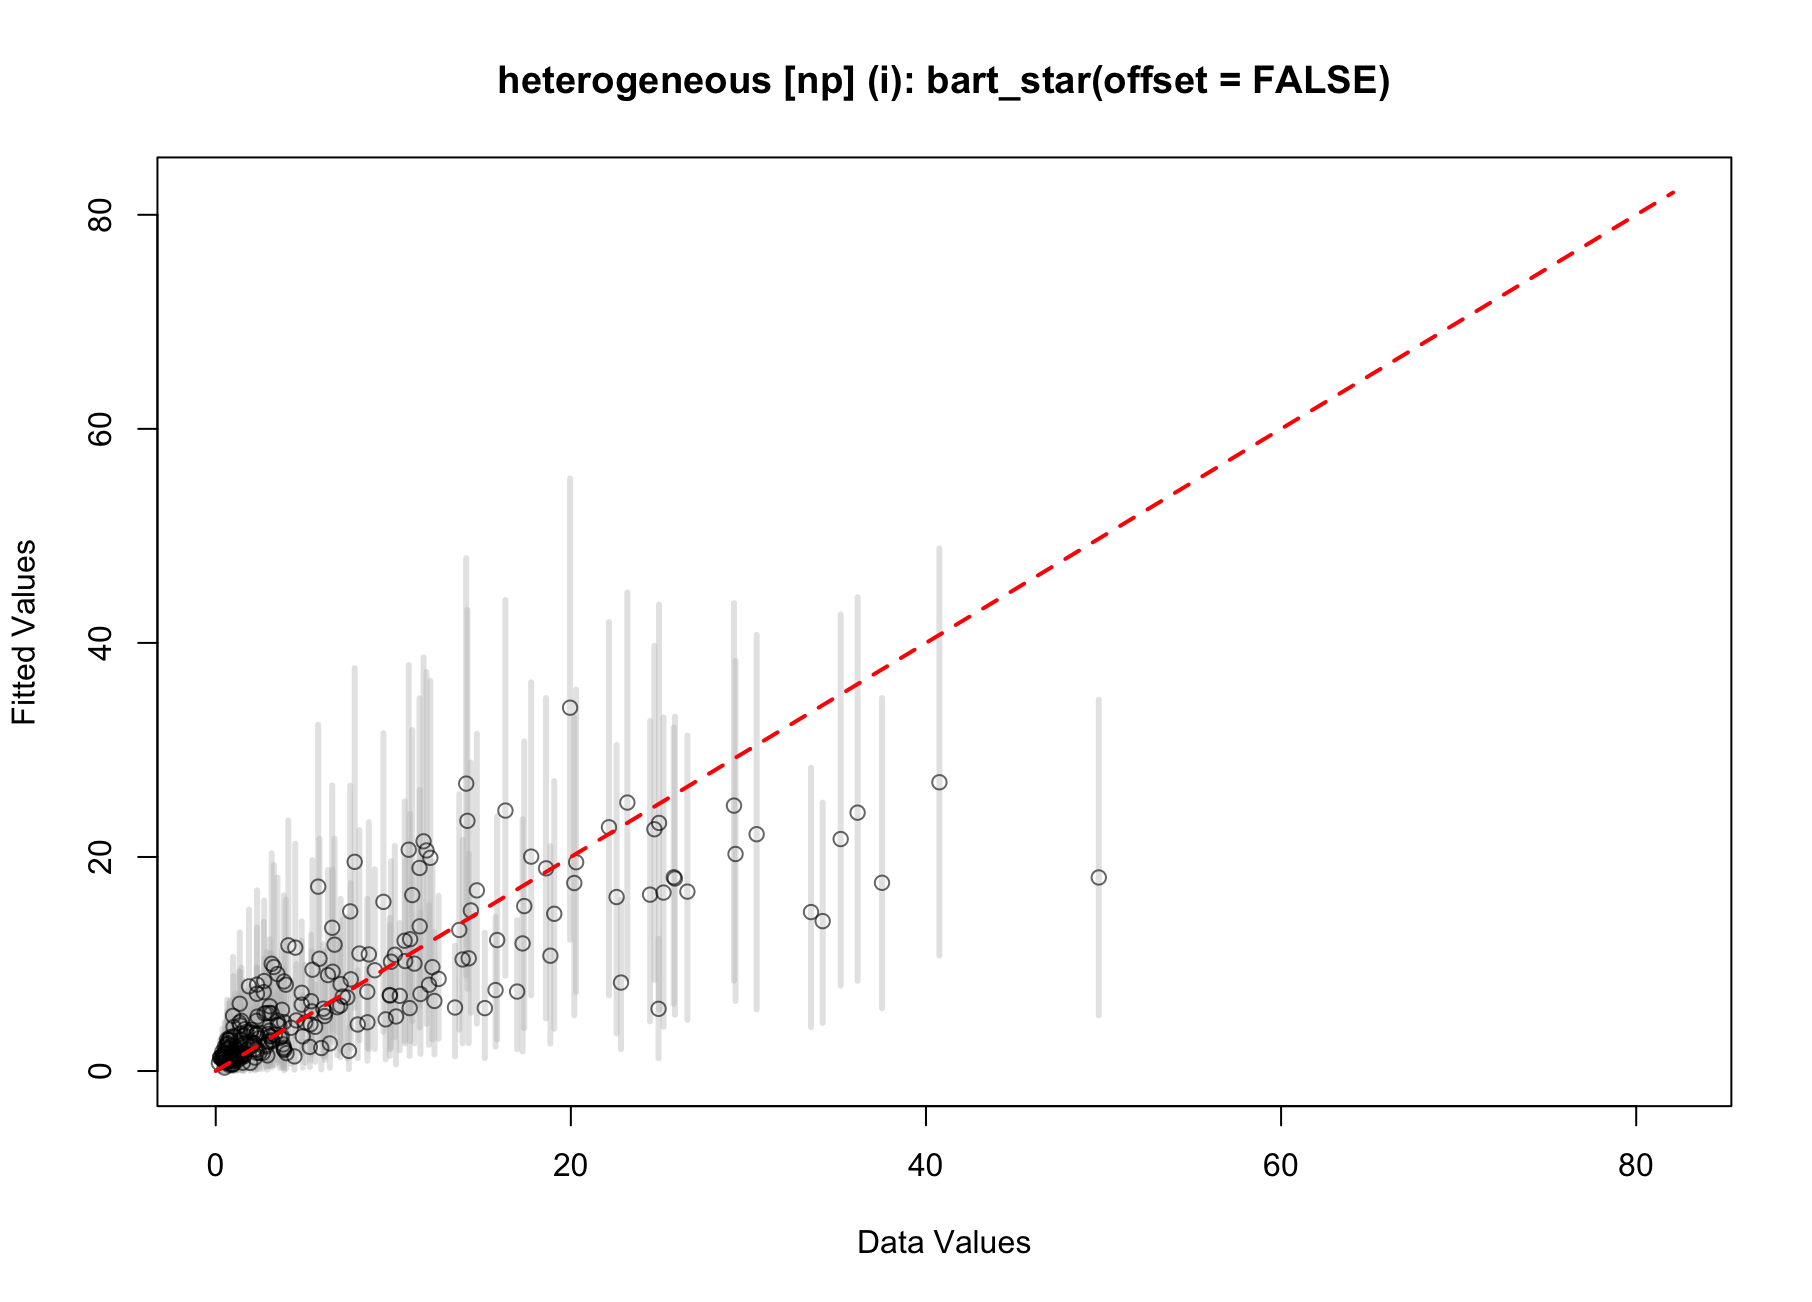 heterogeneous [np] (i): bart_star(offset = FALSE)
80
60
40
20
0
Fitted Values
0 20 40 60 80
Data Values